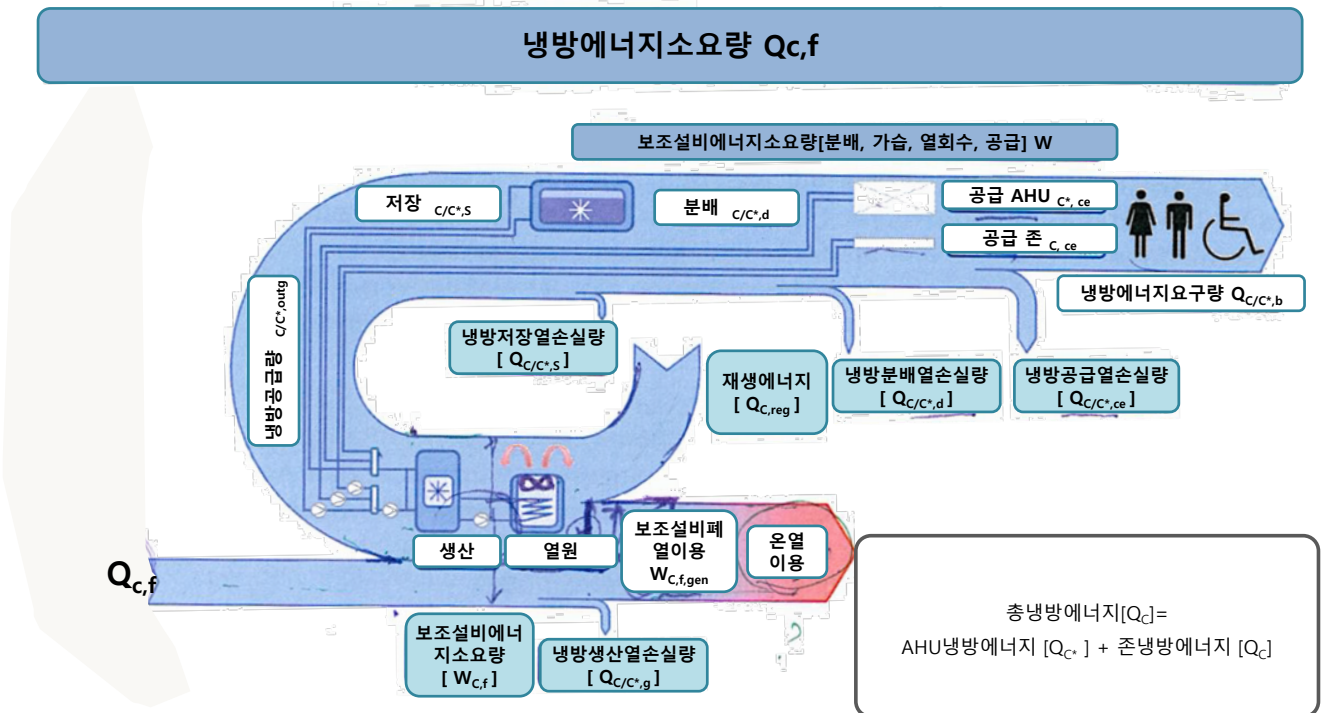 냉방에너지소요량 Qc,f
보조설비에너지소요량[분배, 가습, 열회수, 공급] W
저장 C/C*,S
분배 C/C*,d
공급 AHU C*, ce
공급 존 C, ce
냉방에너지요구량 QC/C*,b
냉방공급량 C/C*,outg
냉방저장열손실량
[ QC/C*,S ]
재생에너지
[ QC,reg ]
냉방분배열손실량
[ QC/C*,d ]
냉방공급열손실량
[ QC/C*,ce ]
생산
열원
보조설비폐
열이용
WC,f,gen
온열
이용
Qc,f
보조설비에너
지소요량
[ WC,f ]
냉방생산열손실량
[ QC/C*,g ]
총냉방에너지[QC]=
AHU냉방에너지 [QC* ] + 존냉방에너지 [QC]